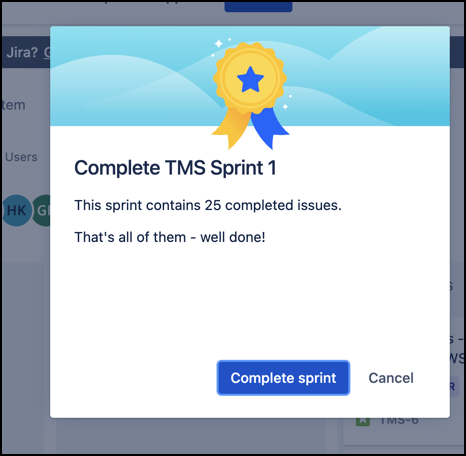 Jira? G
tem
Users
HK
Complete TMS Sprint 1
This sprint contains 25 completed issues.
That's all of them - well done!
Complete sprint Cancel
S
s -
WS
R
TMS-6